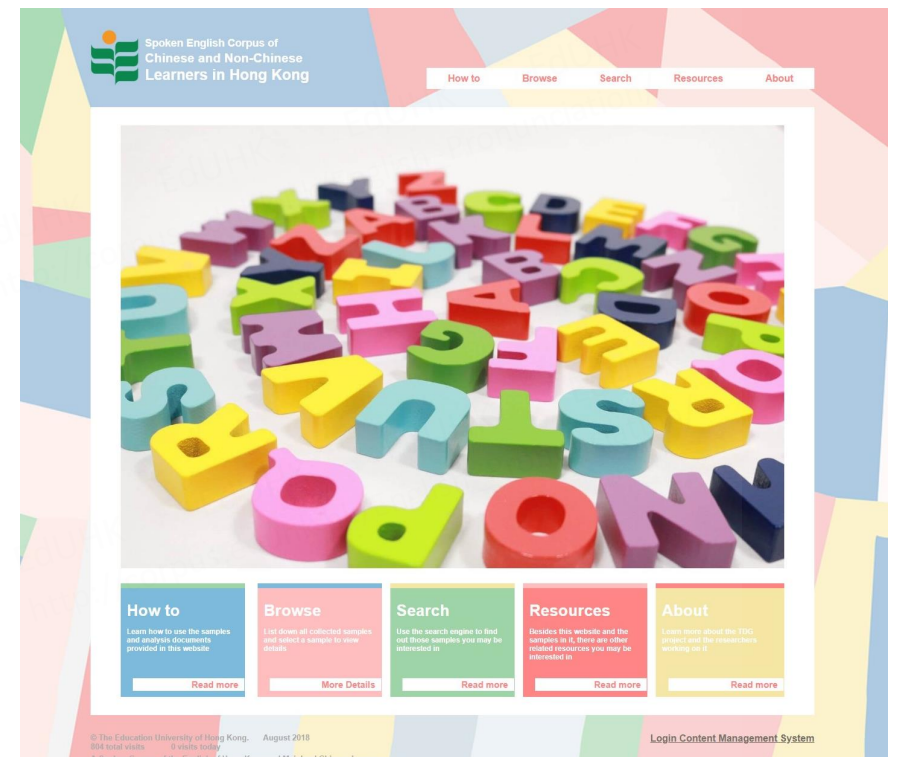 Spoken English Corpus of
Chinese and Non-Chinese
Learners in Hong Kong
How to Browse Search Resources About
How to
Learn how to use the samples
and analysis documents
provided in this website
Read more
Browse
List down all collected samples
and select a sample to view
details
More Details
Search
Use the search engine to find
out those samples you may be
interested in
Read more
Resources
Besides this website and the
samples in it, there are other
related resources you may be
interested in
Read more
About
Learn more about the TDG
project and the researchers
working on it
Read more
© The Education University of Hong Kong. August 2018
804 total visits 0 visits today
Login Content Management System